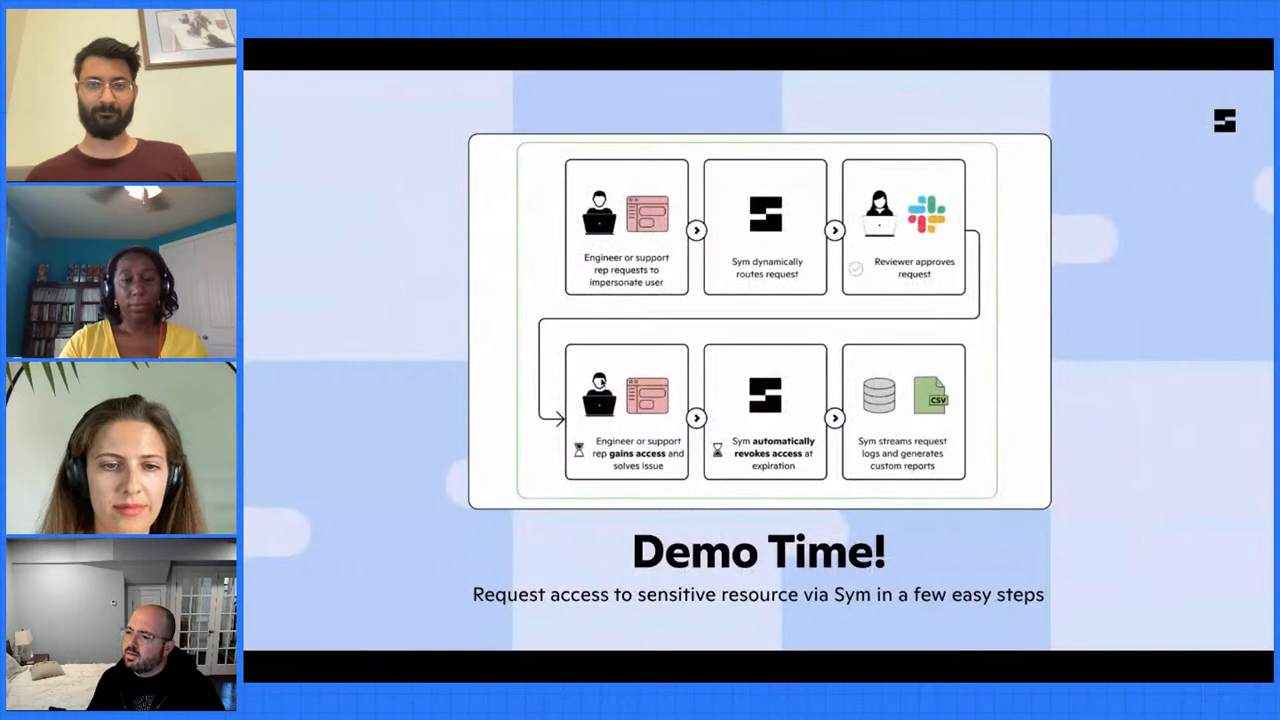 Engineer or support
rep requests to
impersonate user
Sym dynamically
routes request
Reviewer approves
request
Engineer or support
rep gains access and
solves issue
Sym automatically
revokes access at
expiration
CSV
Sym streams request
logs and generates
custom reports
Demo Time!
Request access to sensitive resource via Sym in a few easy steps